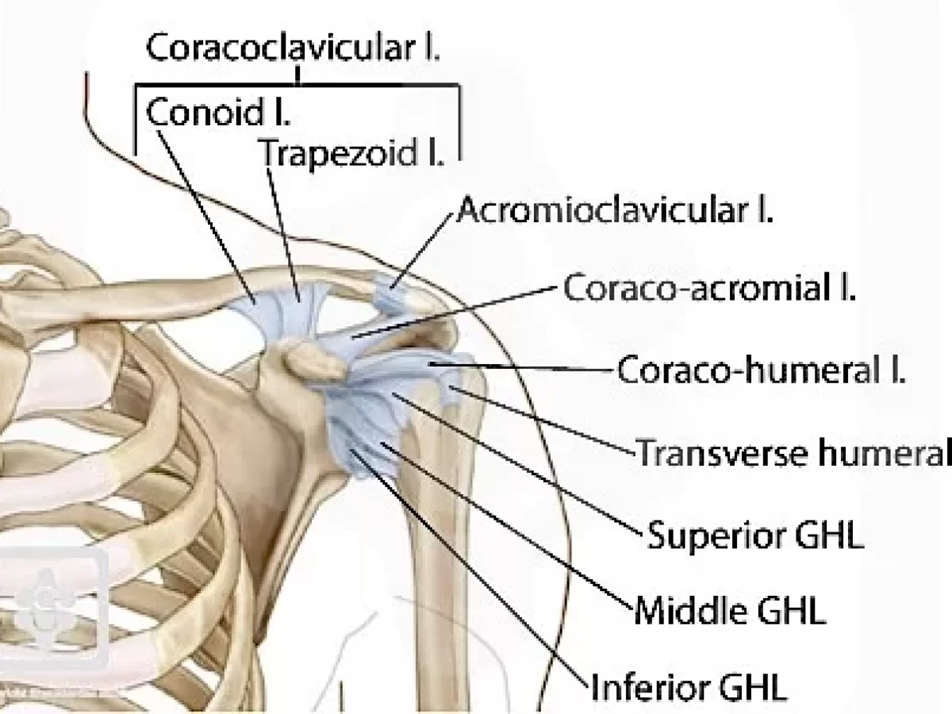 Coracoclavicular l.
Conoid l.
Trapezoid l.
Acromioclavicular l.
Coraco-acromial l.
Coraco-humeral l.
Transverse humeral
Superior GHL
Middle GHL
Inferior GHL